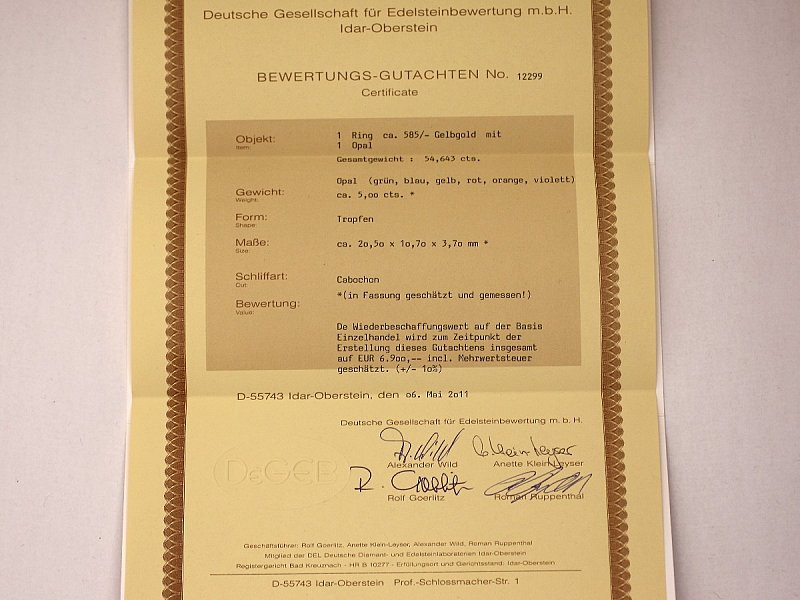 Deutsche Gesellschaft für Edelsteinbewertung m.b.H.
Idar-Oberstein
BEWERTUNGS-GUTACHTEN No. 12299
Certificate
Objekt: 1 Ring ca. 585/- Gelbgold mit
Item: 1 Opal
Gesamtgewicht : 54,643 cts.
Opal (grün, blau, gelb, rot, orange, violett)
Gewicht: ca. 5,oo cts. *
Weight:
Form: Tropfen
Shape:
Maße: ca. 2o,5o x 1o,7o x 3,7o mm *
Size:
Schliffart: Cabochon
Cut:
*(in Fassung geschätzt und gemessen!)
Bewertung:
Value:
De Wiederbeschaffungswert auf der Basis
Einzelhandel wird zum Zeitpunkt der
Erstellung dieses Gutachtens insgesamt
auf EUR 6.9oo,-- incl. Mehrwertsteuer
geschätzt. (+/- 1o%)
D-55743 Idar-Oberstein, den o6. Mai 2o11
Deutsche Gesellschaft für Edelsteinbewertung m. b. H.
DeGEB
Alexander Wild Anette Klein-Leyser
Rolf Goerlitz Roman Ruppenthal
Geschäftsführer: Rolf Goerlitz, Anette Klein-Leyser, Alexander Wild, Roman Ruppenthal
Mitglied der DEL Deutsche Diamant- und Edelsteinlaboratorien Idar-Oberstein
Registergericht Bad Kreuznach - HR B 10277 - Erfüllungsort und Gerichtsstand: Idar-Oberstein
D-55743 Idar-Oberstein Prof.-Schlossmacher-Str. 1